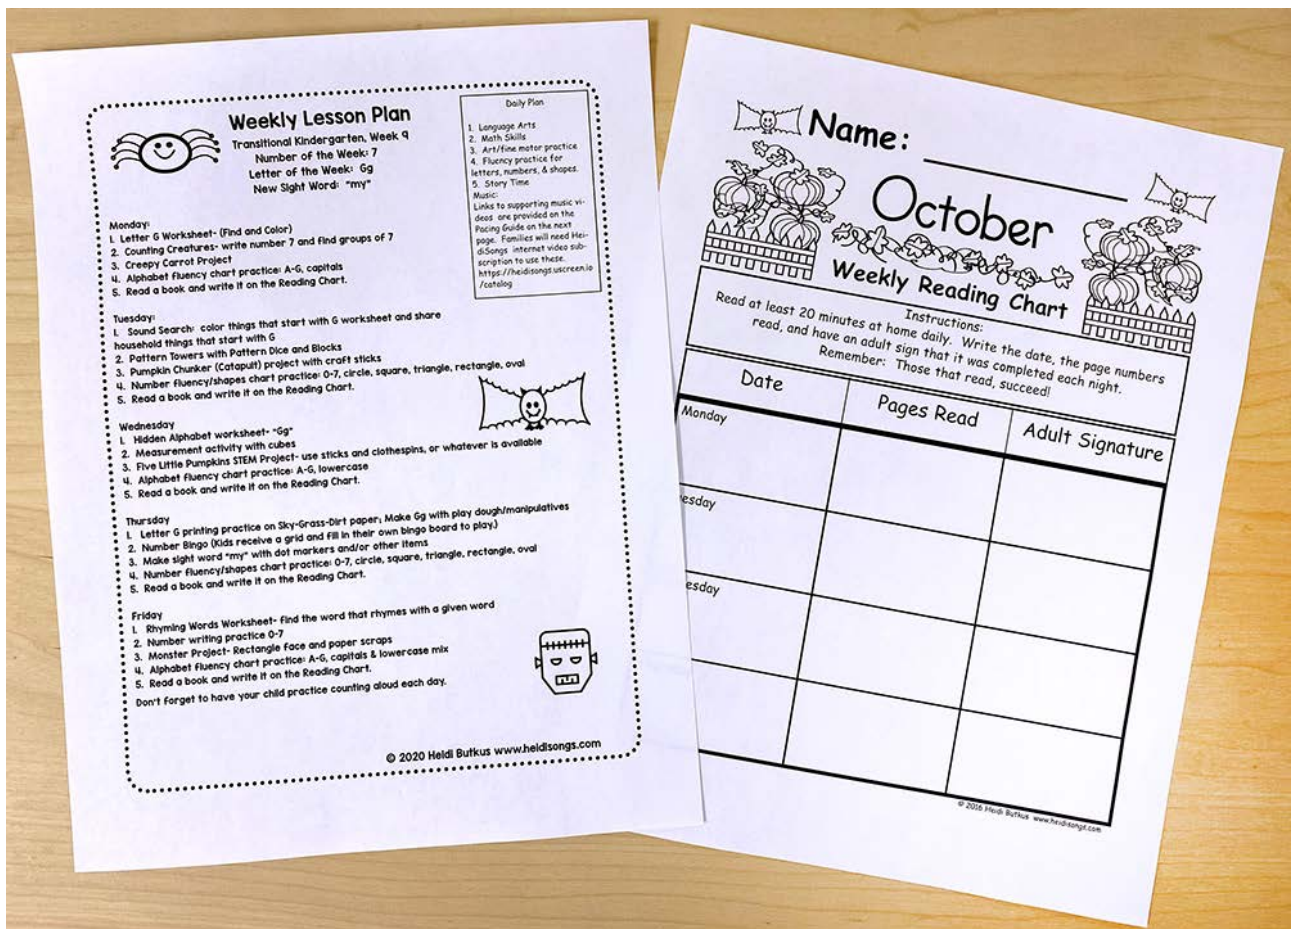 Weekly Lesson Plan
Transitional Kindergarten, Week 9
Number of the Week: 7
Letter of the Week: Gg
New Sight Word: "my"
Daily Plan
1. Language Arts
2. Math Skills
3. Art/fine motor practice
4. Fluency practice for
letters, numbers, & shapes.
5. Story Time
Music:
Links to supporting music vi-
deos are provided on the
Pacing Guide on the next
page. Families will need Hei-
diSongs internet video sub-
scription to use these.
https://heidisongs.uscreen.io
/catalog
Monday:
1. Letter G Worksheet- (Find and Color)
2. Counting Creatures- write number 7 and find groups of 7
3. Creepy Carrot Project
4. Alphabet fluency chart practice: A-G, capitals
5. Read a book and write it on the Reading Chart.
Tuesday:
1. Sound Search: color things that start with G worksheet and share
household things that start with G
2. Pattern Towers with Pattern Dice and Blocks
3. Pumpkin Chunker (Catapult) project with craft sticks
4. Number fluency/shapes chart practice: 0-7, circle, square, triangle, rectangle, oval
5. Read a book and write it on the Reading Chart.
Wednesday
1. Hidden Alphabet worksheet- "Gg"
2. Measurement activity with cubes
3. Five Little Pumpkins STEM Project- use sticks and clothespins, or whatever is available
4. Alphabet fluency chart practice: A-G, lowercase
5. Read a book and write it on the Reading Chart.
Thursday
1. Letter G printing practice on Sky-Grass-Dirt paper; Make Gg with play dough/manipulatives
2. Number Bingo (Kids receive a grid and fill in their own bingo board to play.)
3. Make sight word "my" with dot markers and/or other items
4. Number fluency/shapes chart practice: 0-7, circle, square, triangle, rectangle, oval
5. Read a book and write it on the Reading Chart.
Friday
1. Rhyming Words Worksheet- find the word that rhymes with a given word
2. Number writing practice 0-7
3. Monster Project- Rectangle face and paper scraps
4. Alphabet fluency chart practice: A-G, capitals & lowercase mix
5. Read a book and write it on the Reading Chart.
Don't forget to have your child practice counting aloud each day.
© 2020 Heidi Butkus www.heidisongs.com
Name:
October
Weekly Reading Chart
Instructions:
Read at least 20 minutes at home daily. Write the date, the page numbers
read, and have an adult sign that it was completed each night.
Remember: Those that read, succeed!
Date
Pages Read
Adult Signature
Monday
esday
esday
© 2016 Heidi Butkus www.heidisongs.com